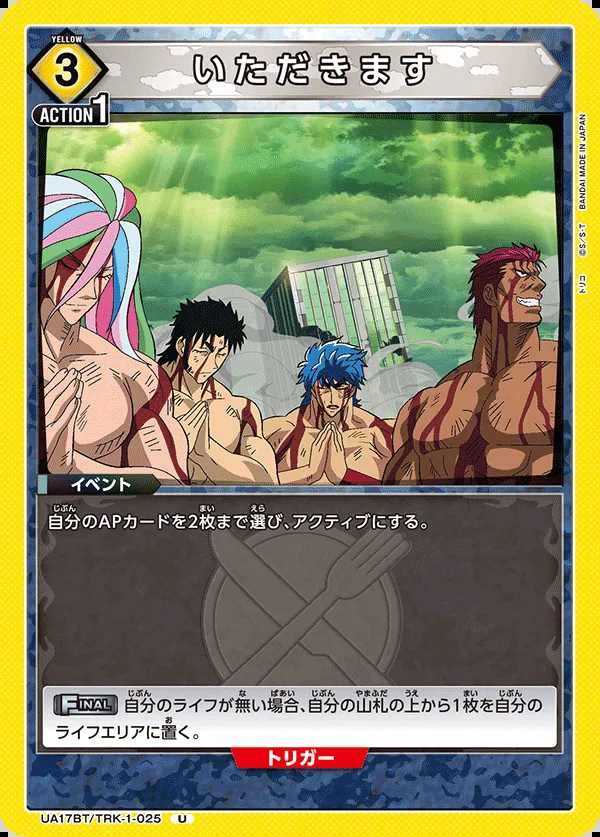 YELLOW
3
いただきます
ACTION 1
トリコ ©S／S･T BANDAI MADE IN JAPAN
イベント
自分のAPカードを2枚まで選び、アクティブにする。
FINAL 自分のライフが無い場合、自分の山札の上から1枚を自分の
ライフエリアに置く。
トリガー
UA17BT/TRK-1-025 U